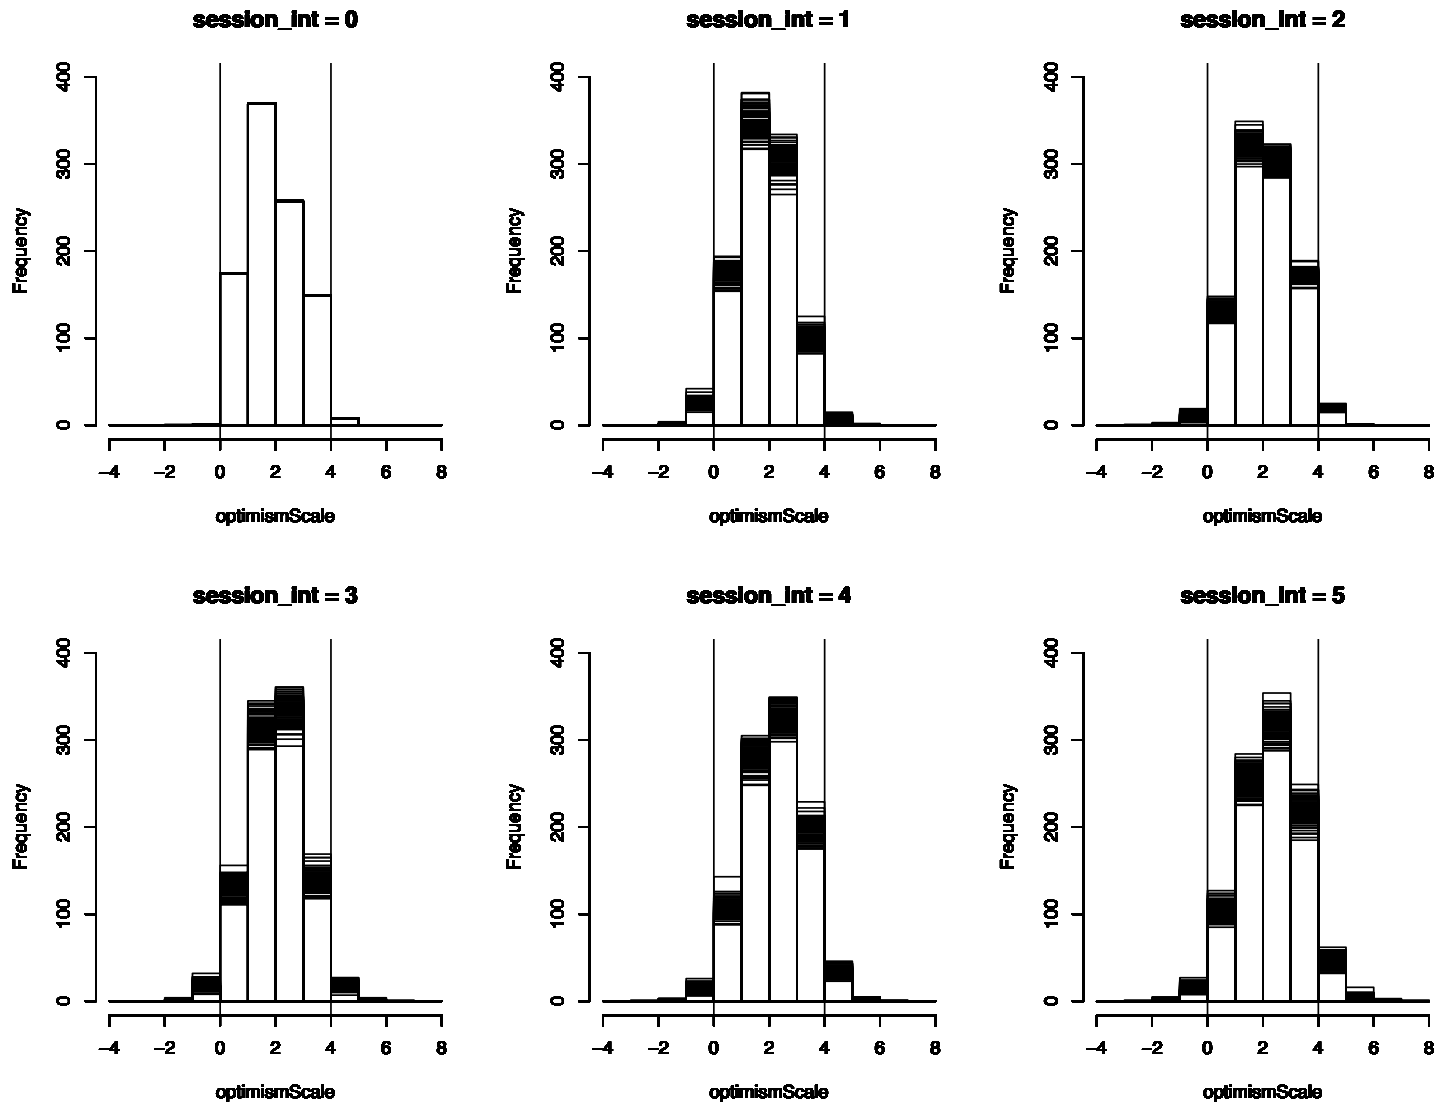 session_int = 0
session_int = 1
session_int = 2
Frequency
0 100 200 300 400
Frequency
0 100 200 300 400
Frequency
0 100 200 300 400
−4 −2 0 2 4 6 8
−4 −2 0 2 4 6 8
−4 −2 0 2 4 6 8
optimismScale
optimismScale
optimismScale
session_int = 3
session_int = 4
session_int = 5
Frequency
0 100 200 300 400
Frequency
0 100 200 300 400
Frequency
0 100 200 300 400
−4 −2 0 2 4 6 8
−4 −2 0 2 4 6 8
−4 −2 0 2 4 6 8
optimismScale
optimismScale
optimismScale